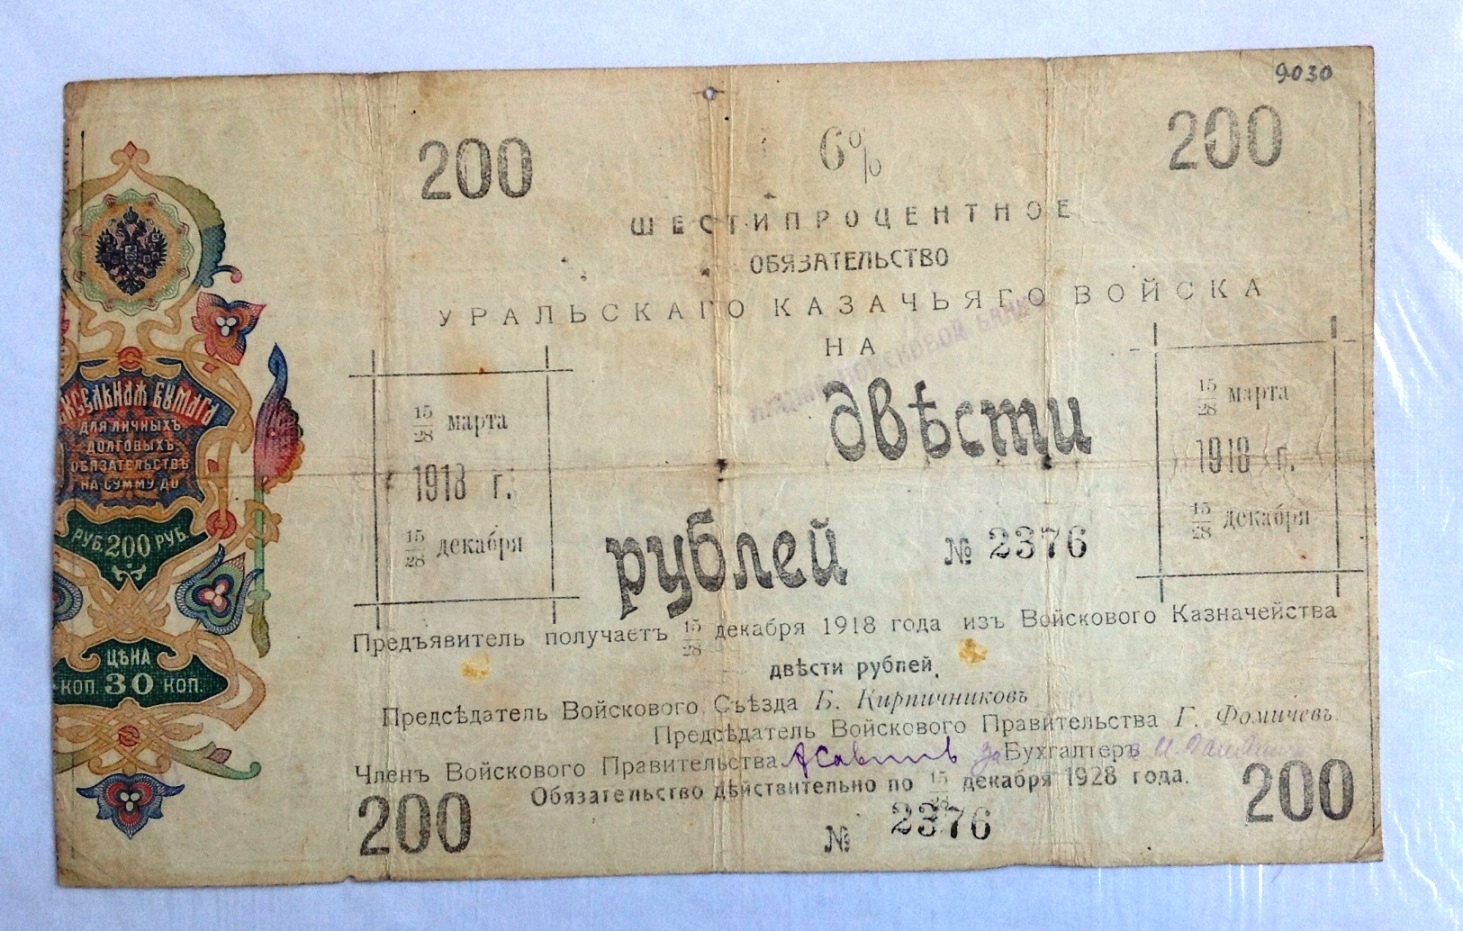 9030
200
6%
200
ШЕСТИПРОЦЕНТНОЕ
ОБЯЗАТЕЛЬСТВО
УРАЛЬСКАГО КАЗАЧЬЯГО ВОЙСКА
НА
двѣсти
рублей
№ 2376
15/28 марта
1918 г.
15/28 декабря
15/28 марта
1918 г.
15/28 декабря
КСЕЛЬНАЯ БУМАГА
ДЛЯ ЛИЧНЫХЪ
ДОЛГОВЫХЪ
ОБЯЗАТЕЛЬСТВЪ
НА СУММУ ДО
РУБ. 200 РУБ.
ЦѢНА
КОП. 30 КОП.
Предъявитель получаетъ 15/28 декабря 1918 года изъ Войскового Казначейства
двѣсти рублей.
Предсѣдатель Войскового Съѣзда Б. Кирпичниковъ
Предсѣдатель Войскового Правительства Г. Фомичевъ.
Членъ Войскового Правительства за Бухгалтеръ
Обязательство дѣйствительно по 15/28 декабря 1928 года.
200
№ 2376
200